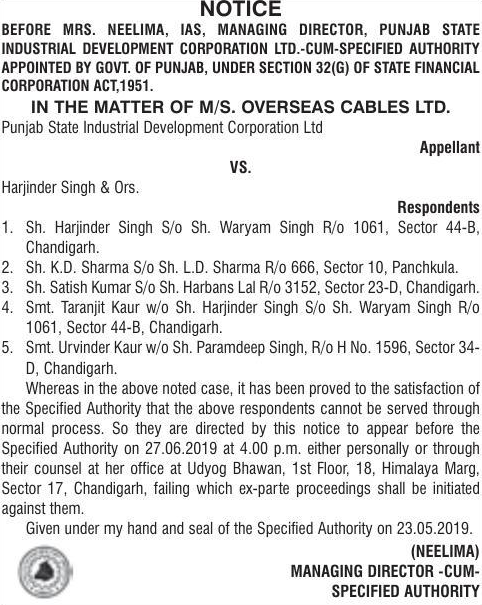 NOTICE
BEFORE MRS. NEELIMA, IAS, MANAGING DIRECTOR, PUNJAB STATE
INDUSTRIAL DEVELOPMENT CORPORATION LTD.-CUM-SPECIFIED AUTHORITY
APPOINTED BY GOVT. OF PUNJAB, UNDER SECTION 32(G) OF STATE FINANCIAL
CORPORATION ACT,1951.
IN THE MATTER OF M/S. OVERSEAS CABLES LTD.
Punjab State Industrial Development Corporation Ltd
Appellant
VS.
Harjinder Singh & Ors.
Respondents
1. Sh. Harjinder Singh S/o Sh. Waryam Singh R/o 1061, Sector 44-B,
Chandigarh.
2. Sh. K.D. Sharma S/o Sh. L.D. Sharma R/o 666, Sector 10, Panchkula.
3. Sh. Satish Kumar S/o Sh. Harbans Lal R/o 3152, Sector 23-D, Chandigarh.
4. Smt. Taranjit Kaur w/o Sh. Harjinder Singh S/o Sh. Waryam Singh R/o
1061, Sector 44-B, Chandigarh.
5. Smt. Urvinder Kaur w/o Sh. Paramdeep Singh, R/o H No. 1596, Sector 34-
D, Chandigarh.
Whereas in the above noted case, it has been proved to the satisfaction of
the Specified Authority that the above respondents cannot be served through
normal process. So they are directed by this notice to appear before the
Specified Authority on 27.06.2019 at 4.00 p.m. either personally or through
their counsel at her office at Udyog Bhawan, 1st Floor, 18, Himalaya Marg,
Sector 17, Chandigarh, failing which ex-parte proceedings shall be initiated
against them.
Given under my hand and seal of the Specified Authority on 23.05.2019.
(NEELIMA)
MANAGING DIRECTOR -CUM-
SPECIFIED AUTHORITY